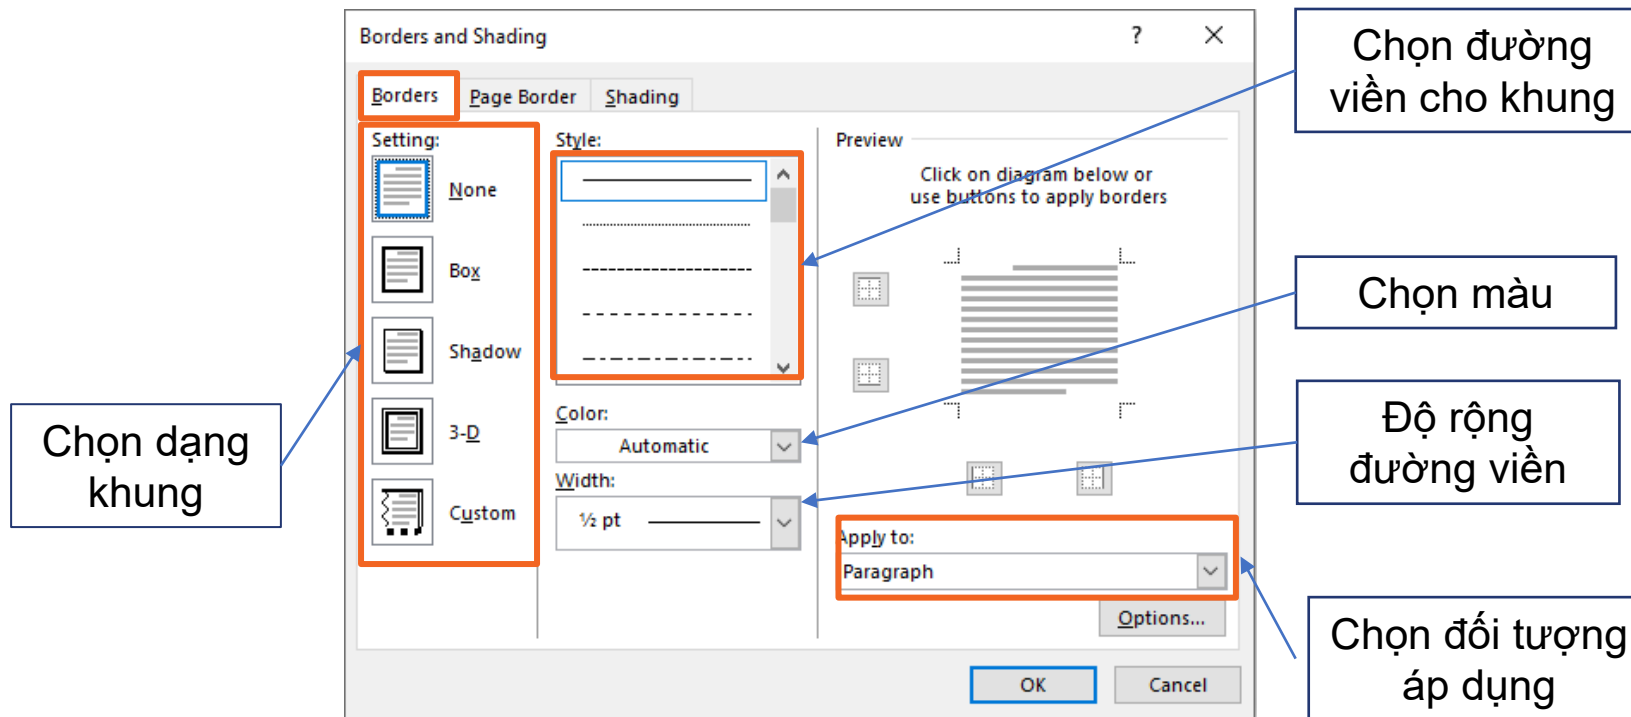 Borders and Shading
?
Borders
Page Border
Shading
Setting:
None
Box
Shadow
3-D
Custom
Style:
Color:
Automatic
Width:
½ pt
Preview
Click on diagram below or
use buttons to apply borders
Apply to:
Paragraph
Options...
OK
Cancel
Chọn dạng
khung
Chọn đường
viền cho khung
Chọn màu
Độ rộng
đường viền
Chọn đối tượng
áp dụng